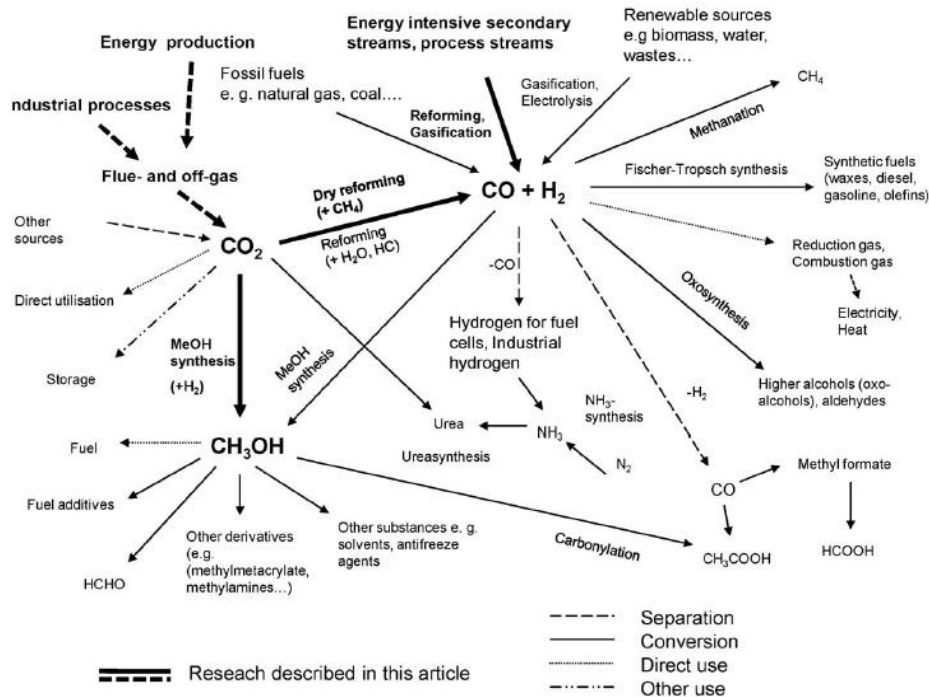 Energy intensive secondary
streams, process streams
Renewable sources
e.g biomass, water,
wastes…
Energy production
Fossil fuels
e. g. natural gas, coal….
Gasification,
Electrolysis
CH₄
ndustrial processes
Reforming,
Gasification
Methanation
Flue- and off-gas
Dry reforming
(+ CH₄)
CO + H₂
Fischer-Tropsch synthesis
Synthetic fuels
(waxes, diesel,
gasoline, olefins)
Other
sources
CO₂
Reforming
(+ H₂O, HC)
-CO
Reduction gas,
Combustion gas
Direct utilisation
Oxosynthesis
Electricity,
Heat
Hydrogen for fuel
cells, Industrial
hydrogen
MeOH
synthesis
(+H₂)
MeOH
synthesis
Storage
-H₂
Higher alcohols (oxo-
alcohols), aldehydes
NH₃-
synthesis
Urea
NH₃
Fuel
CH₃OH
Ureasynthesis
N₂
Methyl formate
CO
Fuel additives
Other derivatives
(e.g.
(methylmetacrylate,
methylamines…)
Other substances e. g.
solvents, antifreeze
agents
Carbonylation
CH₃COOH
HCOOH
HCHO
Separation
Conversion
Direct use
Other use
Reseach described in this article